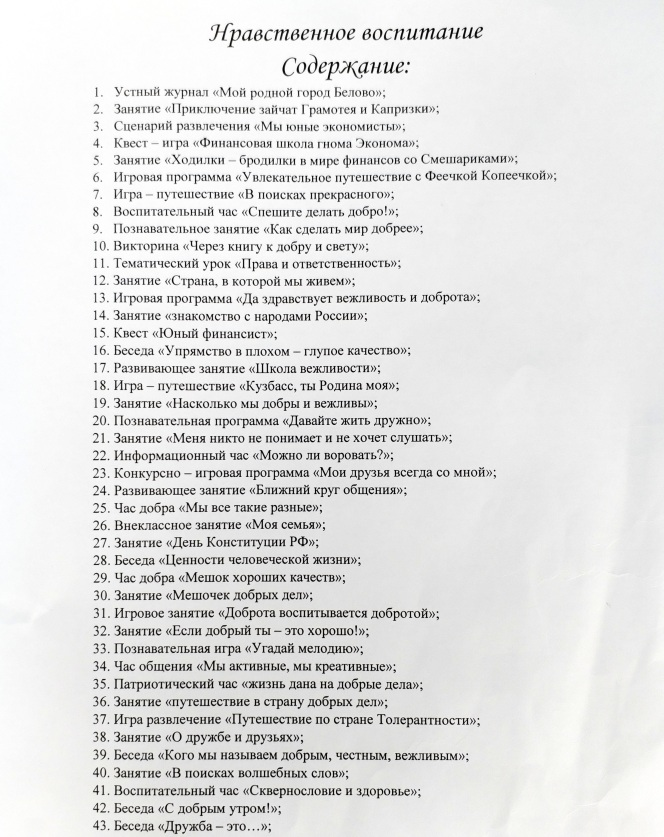 Нравственное воспитание
Содержание:
1. Устный журнал «Мой родной город Белово»;
2. Занятие «Приключение зайчат Грамотея и Капризки»;
3. Сценарий развлечения «Мы юные экономисты»;
4. Квест – игра «Финансовая школа гнома Эконома»;
5. Занятие «Ходилки – бродилки в мире финансов со Смешариками»;
6. Игровая программа «Увлекательное путешествие с Феечкой Копеечкой»;
7. Игра – путешествие «В поисках прекрасного»;
8. Воспитательный час «Спешите делать добро!»;
9. Познавательное занятие «Как сделать мир добрее»;
10. Викторина «Через книгу к добру и свету»;
11. Тематический урок «Права и ответственность»;
12. Занятие «Страна, в которой мы живем»;
13. Игровая программа «Да здравствует вежливость и доброта»;
14. Занятие «знакомство с народами России»;
15. Квест «Юный финансист»;
16. Беседа «Упрямство в плохом – глупое качество»;
17. Развивающее занятие «Школа вежливости»;
18. Игра – путешествие «Кузбасс, ты Родина моя»;
19. Занятие «Насколько мы добры и вежливы»;
20. Познавательная программа «Давайте жить дружно»;
21. Занятие «Меня никто не понимает и не хочет слушать»;
22. Информационный час «Можно ли воровать?»;
23. Конкурсно – игровая программа «Мои друзья всегда со мной»;
24. Развивающее занятие «Ближний круг общения»;
25. Час добра «Мы все такие разные»;
26. Внеклассное занятие «Моя семья»;
27. Занятие «День Конституции РФ»;
28. Беседа «Ценности человеческой жизни»;
29. Час добра «Мешок хороших качеств»;
30. Занятие «Мешочек добрых дел»;
31. Игровое занятие «Доброта воспитывается добротой»;
32. Занятие «Если добрый ты – это хорошо!»;
33. Познавательная игра «Угадай мелодию»;
34. Час общения «Мы активные, мы креативные»;
35. Патриотический час «жизнь дана на добрые дела»;
36. Занятие «путешествие в страну добрых дел»;
37. Игра развлечение «Путешествие по стране Толерантности»;
38. Занятие «О дружбе и друзьях»;
39. Беседа «Кого мы называем добрым, честным, вежливым»;
40. Занятие «В поисках волшебных слов»;
41. Воспитательный час «Сквернословие и здоровье»;
42. Беседа «С добрым утром!»;
43. Беседа «Дружба – это…»;